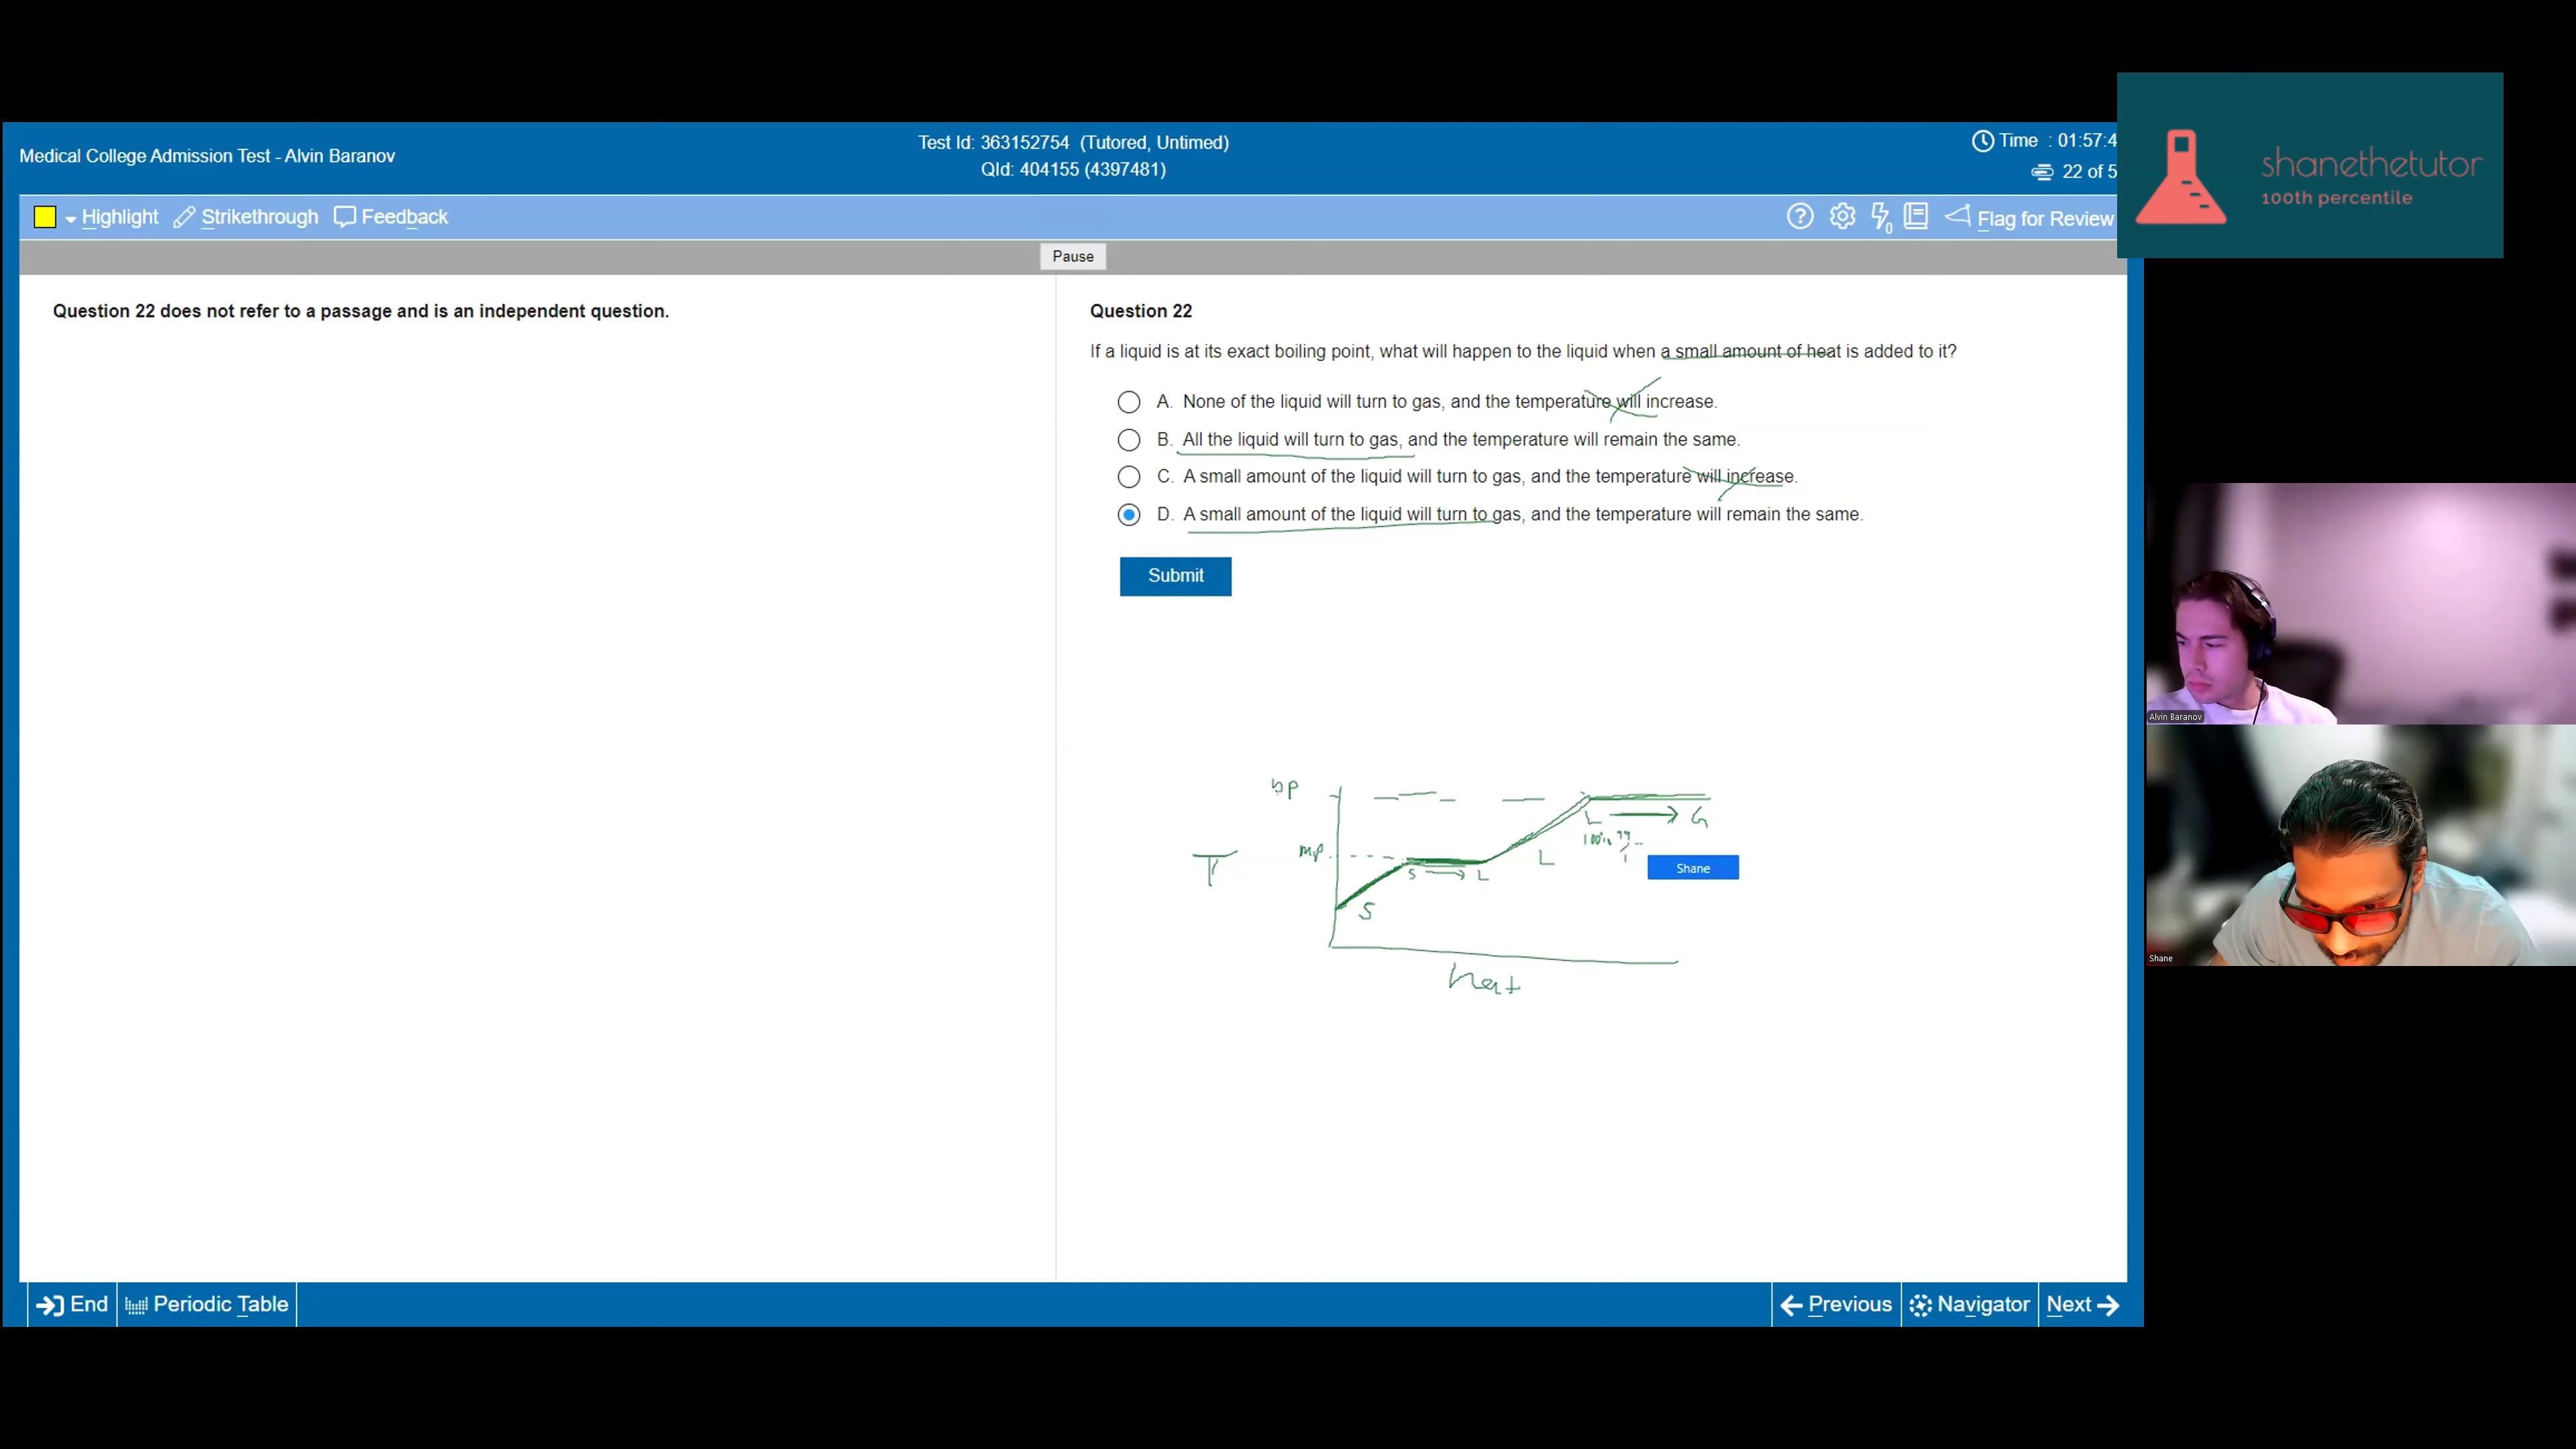 shanethetutor
100th percentile
Medical College Admission Test - Alvin Baranov
Test Id: 363152754 (Tutored, Untimed)
QId: 404155 (4397481)
Time : 01:57:4
22 of 5
Highlight Strikethrough Feedback
Flag for Review
Pause
Question 22 does not refer to a passage and is an independent question.
Question 22
If a liquid is at its exact boiling point, what will happen to the liquid when a small amount of heat is added to it?
A. None of the liquid will turn to gas, and the temperature will increase.
B. All the liquid will turn to gas, and the temperature will remain the same.
C. A small amount of the liquid will turn to gas, and the temperature will increase.
D. A small amount of the liquid will turn to gas, and the temperature will remain the same.
Submit
bp
L → G
mp
T
S → L
L
S
heat
Shane
Alvin Baranov
Shane
End Periodic Table
Previous Navigator Next